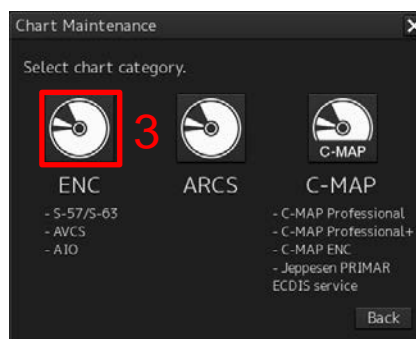 Chart Maintenance
X
Select chart category.
3
C-MAP
ENC
ARCS
C-MAP
- S-57/S-63
- AVCS
- AIO
- C-MAP Professional
- C-MAP Professional+
- C-MAP ENC
- Jeppesen PRIMAR
ECDIS service
Back